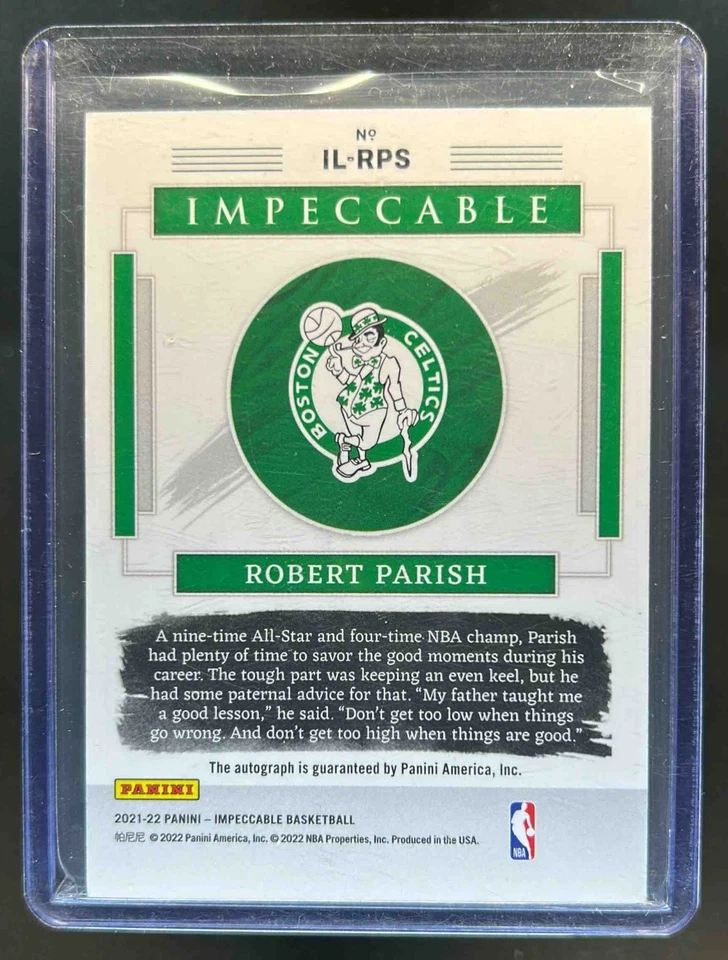 Nº
IL-RPS
IMPECCABLE
BOSTON CELTICS
ROBERT PARISH
A nine-time All-Star and four-time NBA champ, Parish
had plenty of time to savor the good moments during his
career. The tough part was keeping an even keel, but he
had some paternal advice for that. “My father taught me
a good lesson,” he said. “Don’t get too low when things
go wrong. And don’t get too high when things are good.”
The autograph is guaranteed by Panini America, Inc.
PANINI
2021-22 PANINI – IMPECCABLE BASKETBALL
帕尼尼 © 2022 Panini America, Inc. © 2022 NBA Properties, Inc. Produced in the USA.
NBA